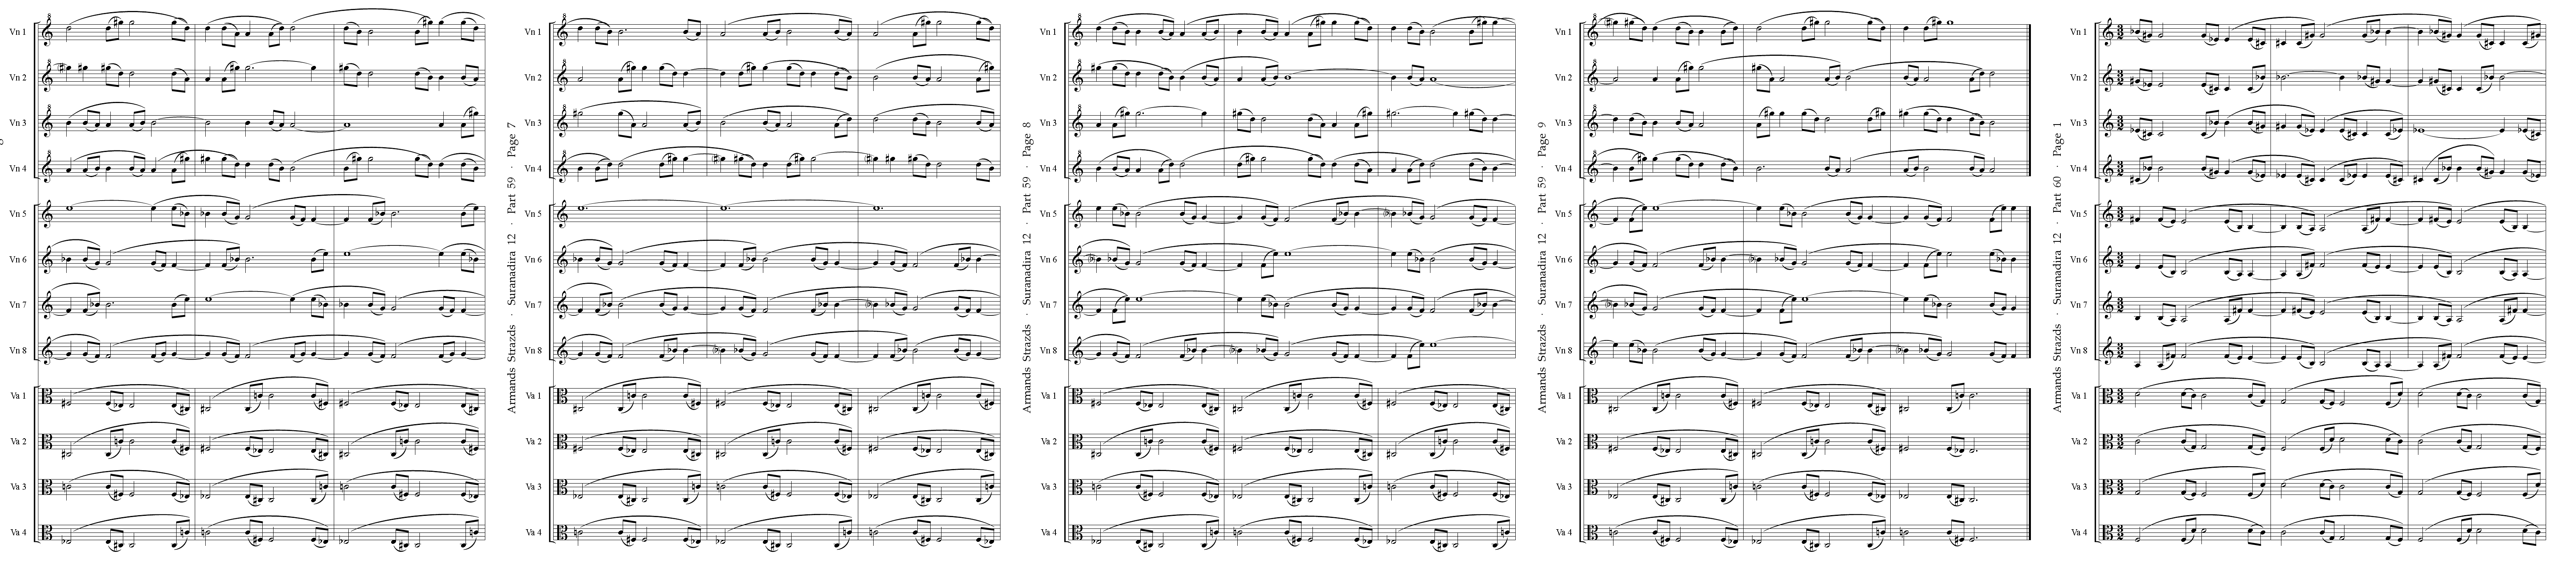 Vn 1
Vn 2
Vn 3
Vn 4
Vn 5
Vn 6
Vn 7
Vn 8
Va 1
Va 2
Va 3
Va 4
Armands Strazds · Suranadira 12 · Part 59 · Page 7
Vn 1
Vn 2
Vn 3
Vn 4
Vn 5
Vn 6
Vn 7
Vn 8
Va 1
Va 2
Va 3
Va 4
Armands Strazds · Suranadira 12 · Part 59 · Page 8
Vn 1
Vn 2
Vn 3
Vn 4
Vn 5
Vn 6
Vn 7
Vn 8
Va 1
Va 2
Va 3
Va 4
Armands Strazds · Suranadira 12 · Part 59 · Page 9
Vn 1
Vn 2
Vn 3
Vn 4
Vn 5
Vn 6
Vn 7
Vn 8
Va 1
Va 2
Va 3
Va 4
Armands Strazds · Suranadira 12 · Part 60 · Page 1
Vn 1
Vn 2
Vn 3
Vn 4
Vn 5
Vn 6
Vn 7
Vn 8
Va 1
Va 2
Va 3
Va 4